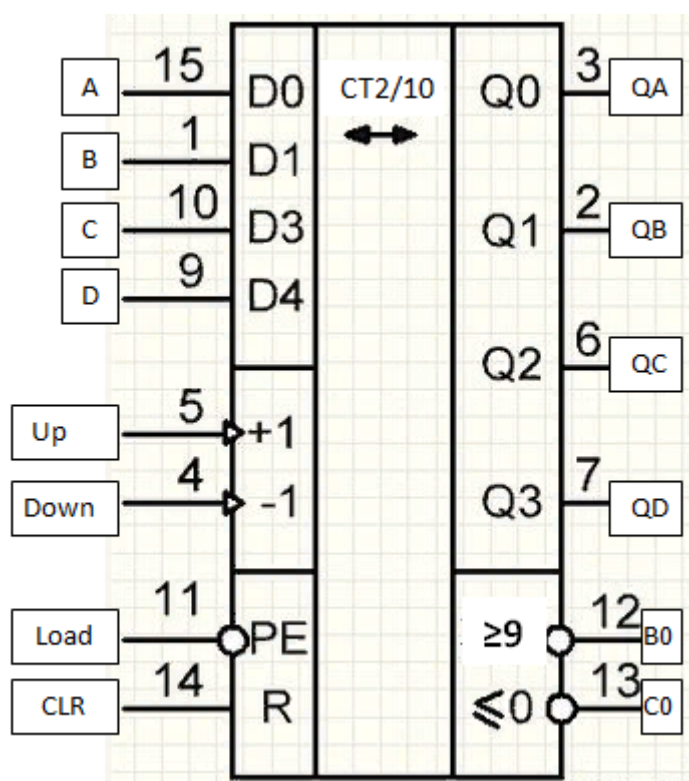 A 15 D0 CT2/10 Q0 3 QA
B 1 D1
C 10 D3 Q1 2 QB
D 9 D4
Q2 6 QC
Up 5 +1
Down 4 -1 Q3 7 QD
Load 11 PE ≥9 12 B0
CLR 14 R ≤0 13 C0